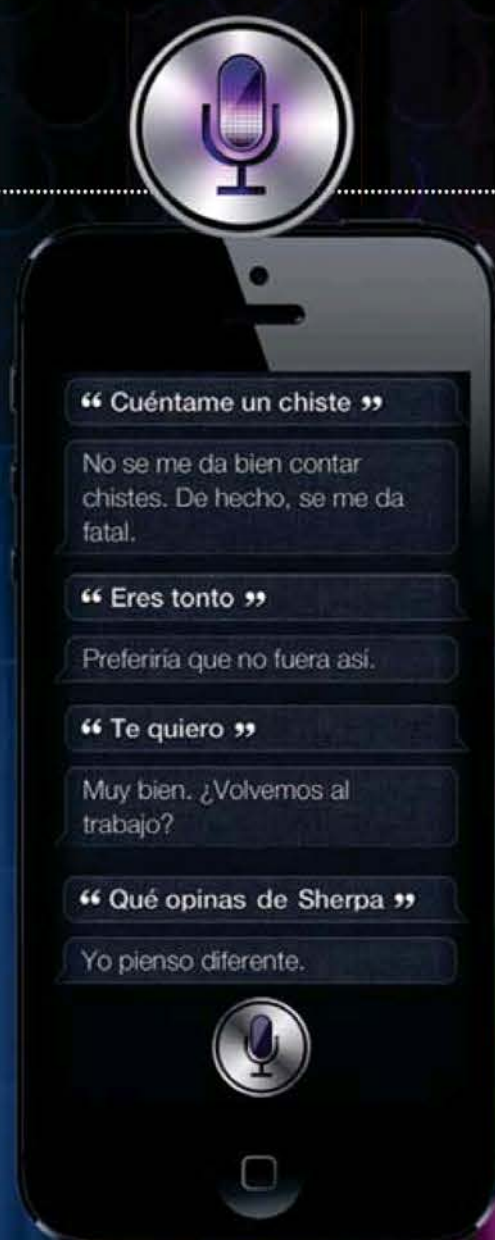 “ Cuéntame un chiste ”
No se me da bien contar
chistes. De hecho, se me da
fatal.
“ Eres tonto ”
Preferiría que no fuera así.
“ Te quiero ”
Muy bien. ¿Volvemos al
trabajo?
“ Qué opinas de Sherpa ”
Yo pienso diferente.